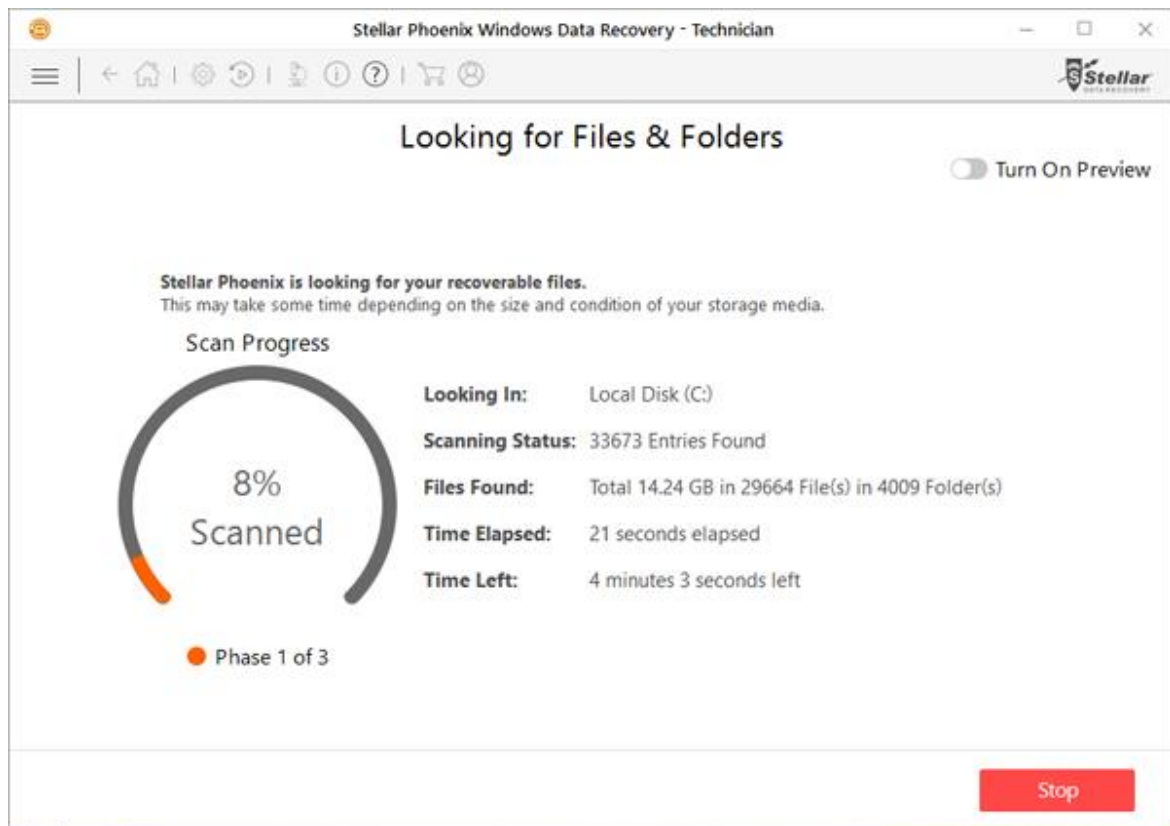 Stellar Phoenix Windows Data Recovery - Technician
Stellar
DATA RECOVERY
Looking for Files & Folders
Turn On Preview
Stellar Phoenix is looking for your recoverable files.
This may take some time depending on the size and condition of your storage media.
Scan Progress
8%
Scanned
Looking In: Local Disk (C:)
Scanning Status: 33673 Entries Found
Files Found: Total 14.24 GB in 29664 File(s) in 4009 Folder(s)
Time Elapsed: 21 seconds elapsed
Time Left: 4 minutes 3 seconds left
Phase 1 of 3
Stop